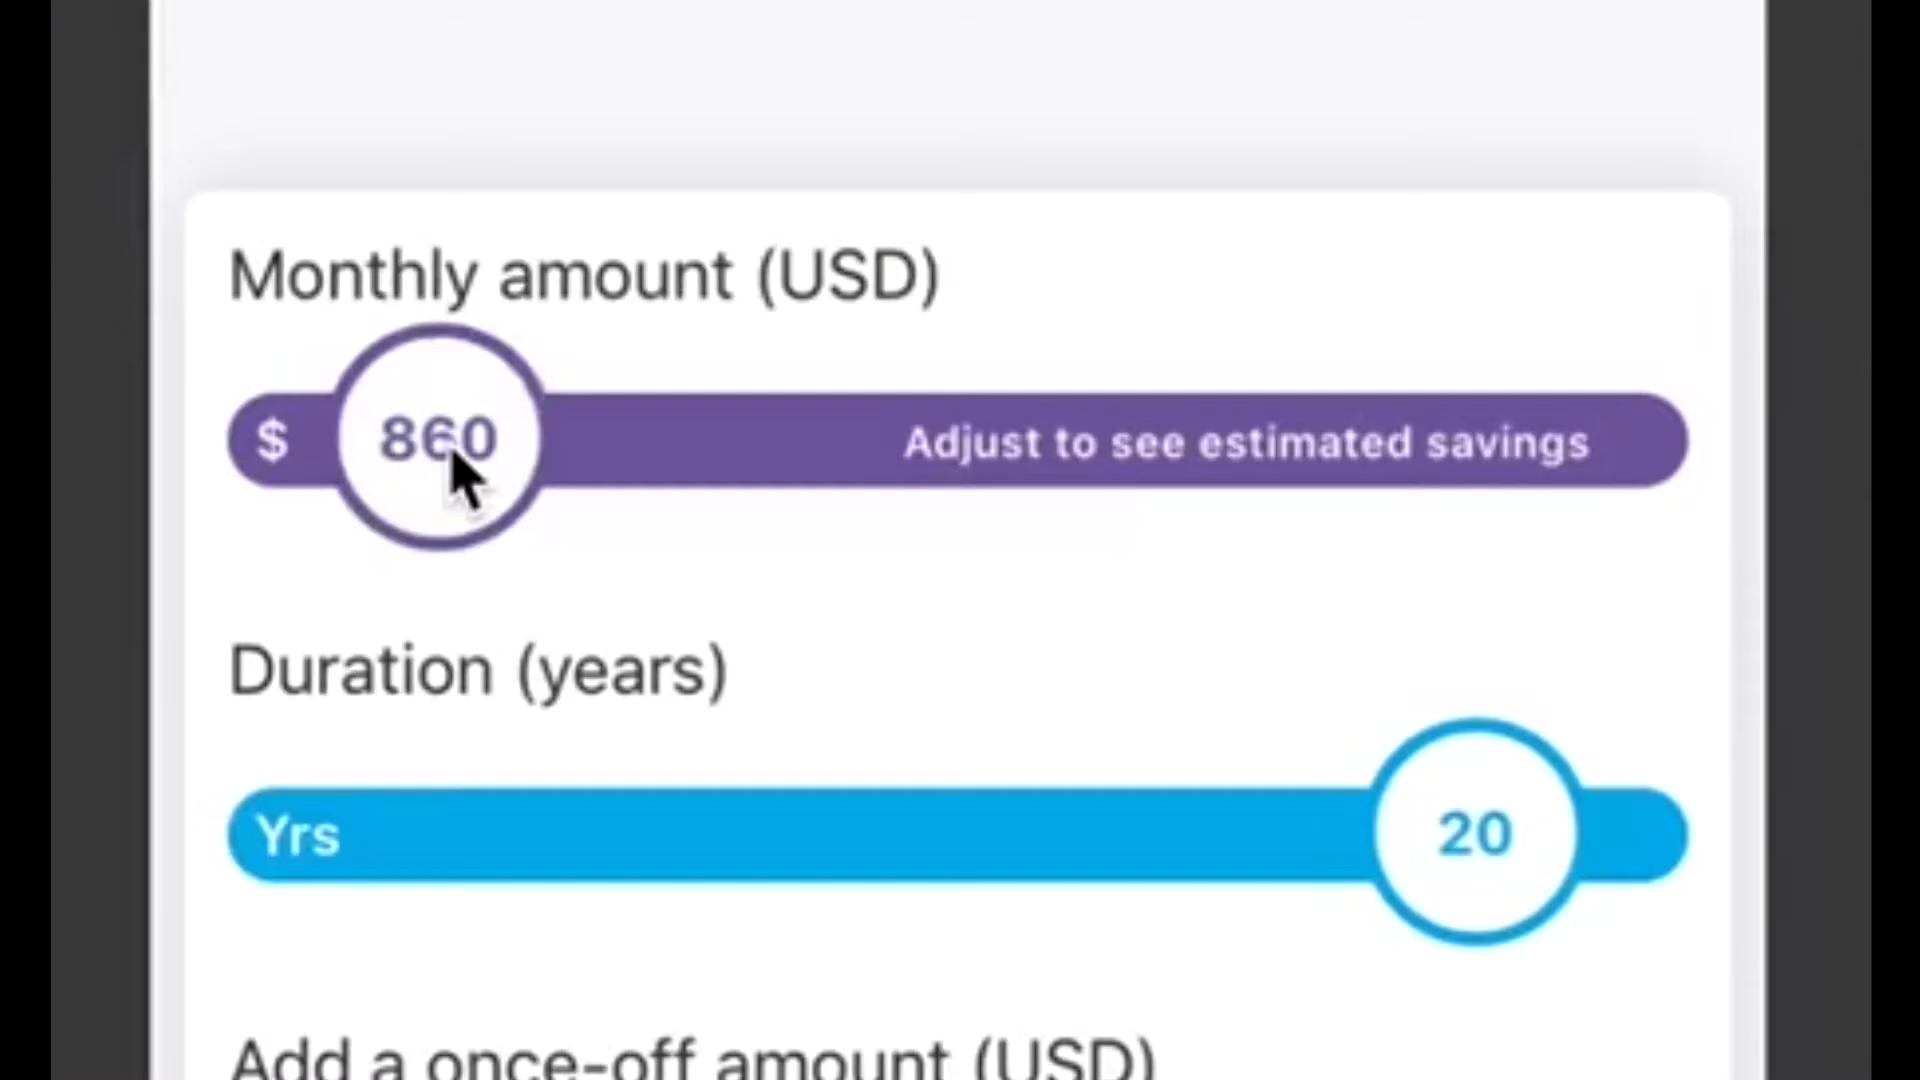 Monthly amount (USD)
$ 860 Adjust to see estimated savings
Duration (years)
Yrs 20
Add a once-off amount (USD)